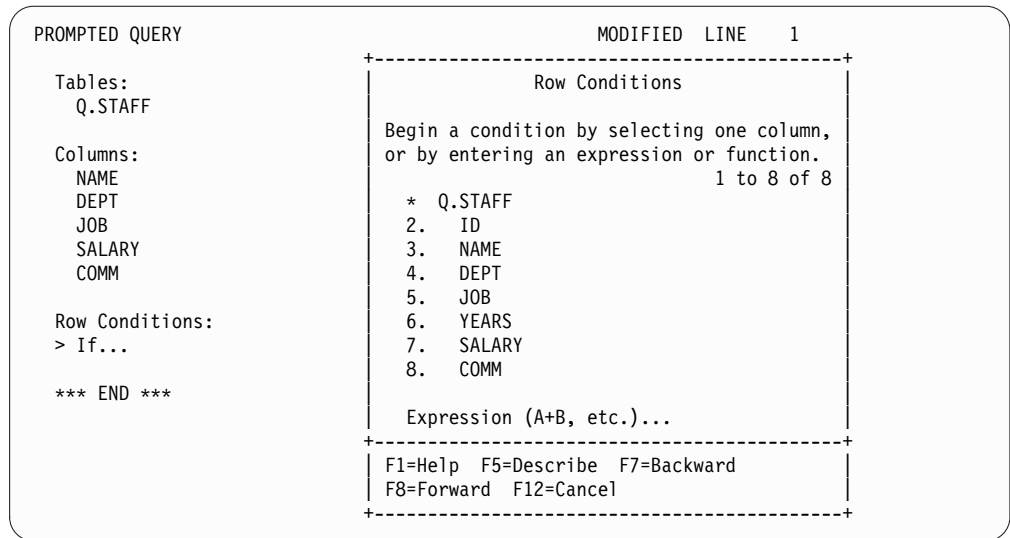 PROMPTED QUERY MODIFIED LINE 1
+--------------------------------------------+
Tables: | Row Conditions |
Q.STAFF | |
| Begin a condition by selecting one column, |
Columns: | or by entering an expression or function. |
NAME | 1 to 8 of 8 |
DEPT | * Q.STAFF |
JOB | 2. ID |
SALARY | 3. NAME |
COMM | 4. DEPT |
| 5. JOB |
Row Conditions: | 6. YEARS |
> If... | 7. SALARY |
| 8. COMM |
*** END *** | |
| Expression (A+B, etc.)... |
+--------------------------------------------+
| F1=Help F5=Describe F7=Backward |
| F8=Forward F12=Cancel |
+--------------------------------------------+